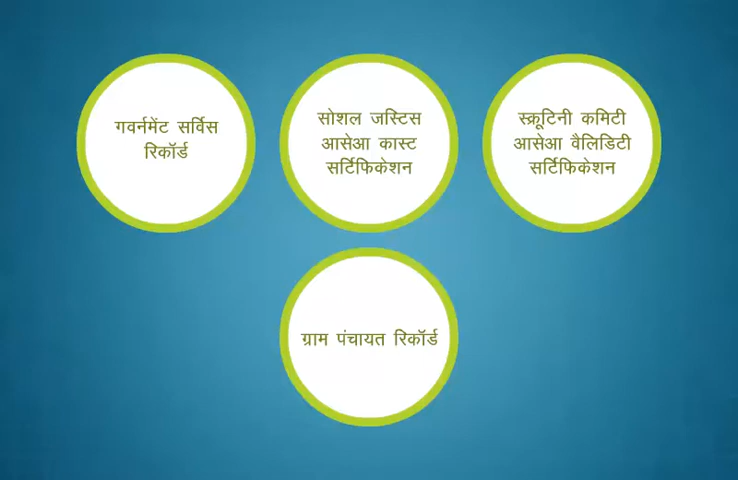 गवर्नमेंट सर्विस
रिकॉर्ड
सोशल जस्टिस
आसेआ कास्ट
सर्टिफिकेशन
स्क्रूटिनी कमिटी
आसेआ वैलिडिटी
सर्टिफिकेशन
ग्राम पंचायत रिकॉर्ड